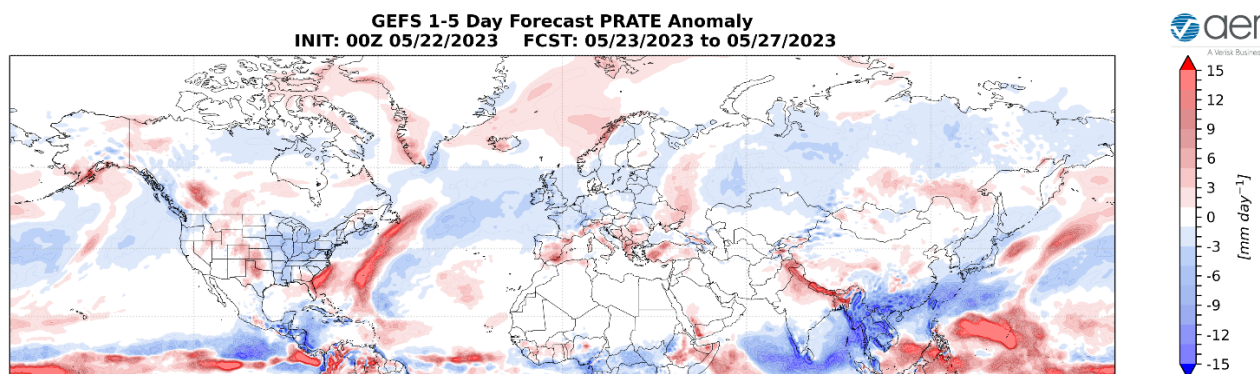 GEFS 1-5 Day Forecast PRATE Anomaly
INIT: 00Z 05/22/2023 FCST: 05/23/2023 to 05/27/2023
aer
A Verisk Business
15
12
9
6
3
0
-3
-6
-9
-12
-15
[mm day⁻¹]